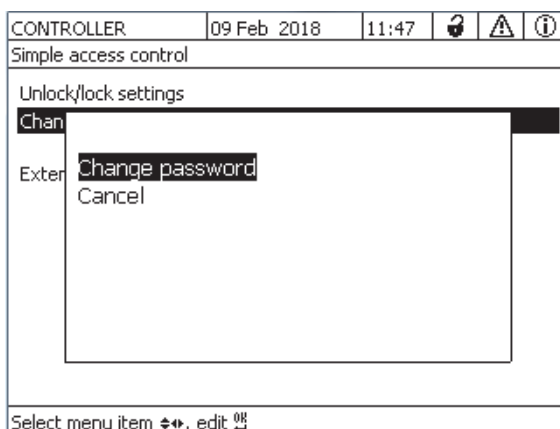 CONTROLLER 09 Feb 2018 11:47
Simple access control
Unlock/lock settings
Chan
Change password
Exter
Cancel
Select menu item , edit OK